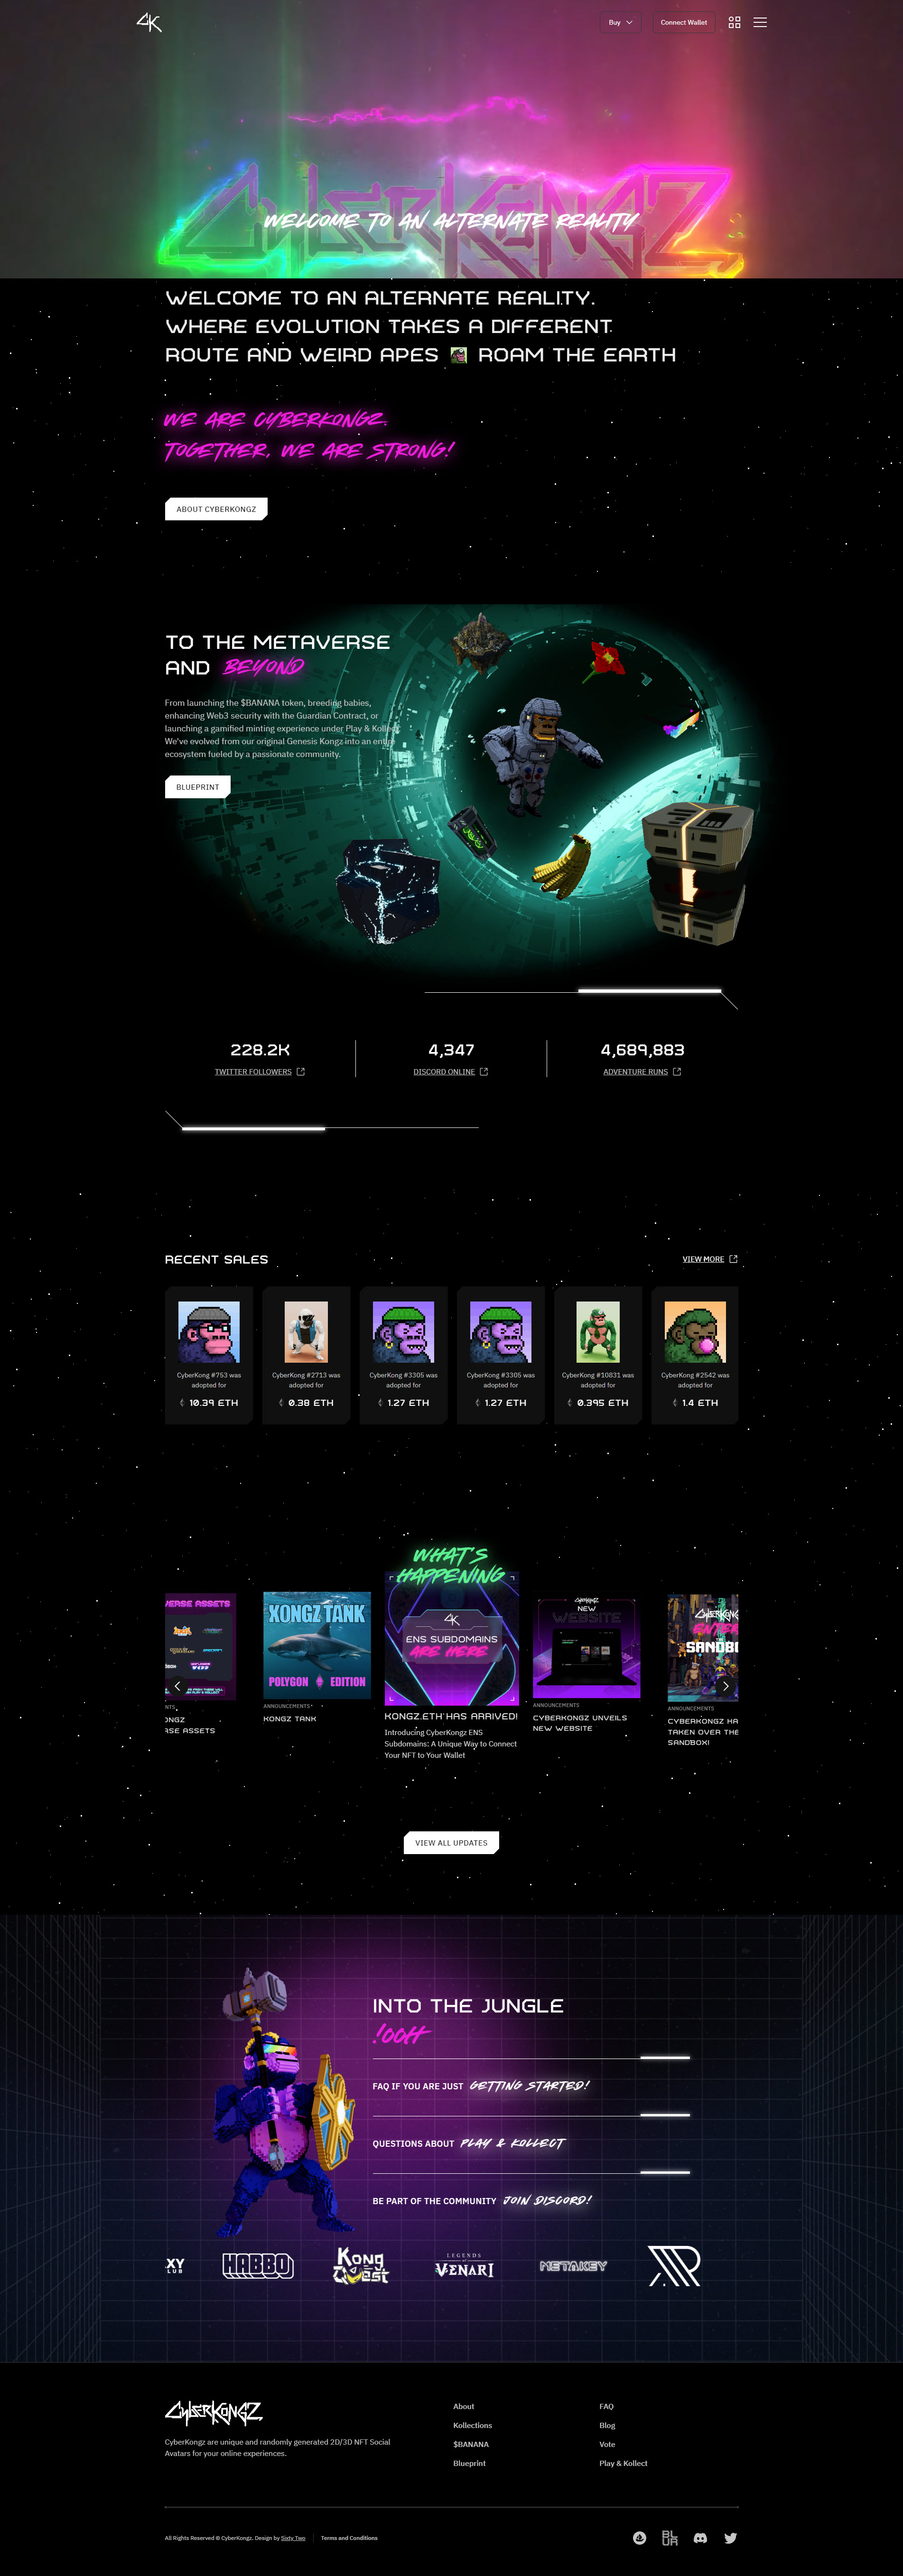 4K
Buy
Connect Wallet
CYBERKONGZ
WELCOME TO AN ALTERNATE REALITY
WELCOME TO AN ALTERNATE REALITY.
WHERE EVOLUTION TAKES A DIFFERENT
ROUTE AND WEIRD APES ROAM THE EARTH
WE ARE CYBERKONGZ.
TOGETHER, WE ARE STRONG!
ABOUT CYBERKONGZ
TO THE METAVERSE
AND BEYOND
From launching the $BANANA token, breeding babies,
enhancing Web3 security with the Guardian Contract, or
launching a gamified minting experience under Play & Kollect.
We've evolved from our original Genesis Kongz into an entire
ecosystem fueled by a passionate community.
BLUEPRINT
228.2K
TWITTER FOLLOWERS
4,347
DISCORD ONLINE
4,689,883
ADVENTURE RUNS
RECENT SALES
VIEW MORE
CyberKong #753 was
adopted for
10.39 ETH
CyberKong #2713 was
adopted for
0.38 ETH
CyberKong #3305 was
adopted for
1.27 ETH
CyberKong #3305 was
adopted for
1.27 ETH
CyberKong #10831 was
adopted for
0.395 ETH
CyberKong #2542 was
adopted for
1.4 ETH
WHAT'S
HAPPENING
VERSE ASSETS
NTS
ONGZ
RSE ASSETS
XONGZ TANK
POLYGON EDITION
ANNOUNCEMENTS
KONGZ TANK
4K
ENS SUBDOMAINS
ARE HERE
KONGZ.ETH HAS ARRIVED!
Introducing CyberKongz ENS
Subdomains: A Unique Way to Connect
Your NFT to Your Wallet
CYBERKONGZ
NEW
WEBSITE
ANNOUNCEMENTS
CYBERKONGZ UNVEILS
NEW WEBSITE
CYBERKONG
ENTER
SANDBO
ANNOUNCEMENTS
CYBERKONGZ HA
TAKEN OVER THE
SANDBOX!
VIEW ALL UPDATES
INTO THE JUNGLE
!OOH
FAQ IF YOU ARE JUST GETTING STARTED!
QUESTIONS ABOUT PLAY & KOLLECT
BE PART OF THE COMMUNITY JOIN DISCORD!
XY
LUB
HABBO
Kong
Quest
LEGENDS
of
VENARI
METAKEY
CYBERKONGZ
CyberKongz are unique and randomly generated 2D/3D NFT Social
Avatars for your online experiences.
About
Kollections
$BANANA
Blueprint
FAQ
Blog
Vote
Play & Kollect
All Rights Reserved © CyberKongz. Design by Sixty Two
Terms and Conditions
BLUR